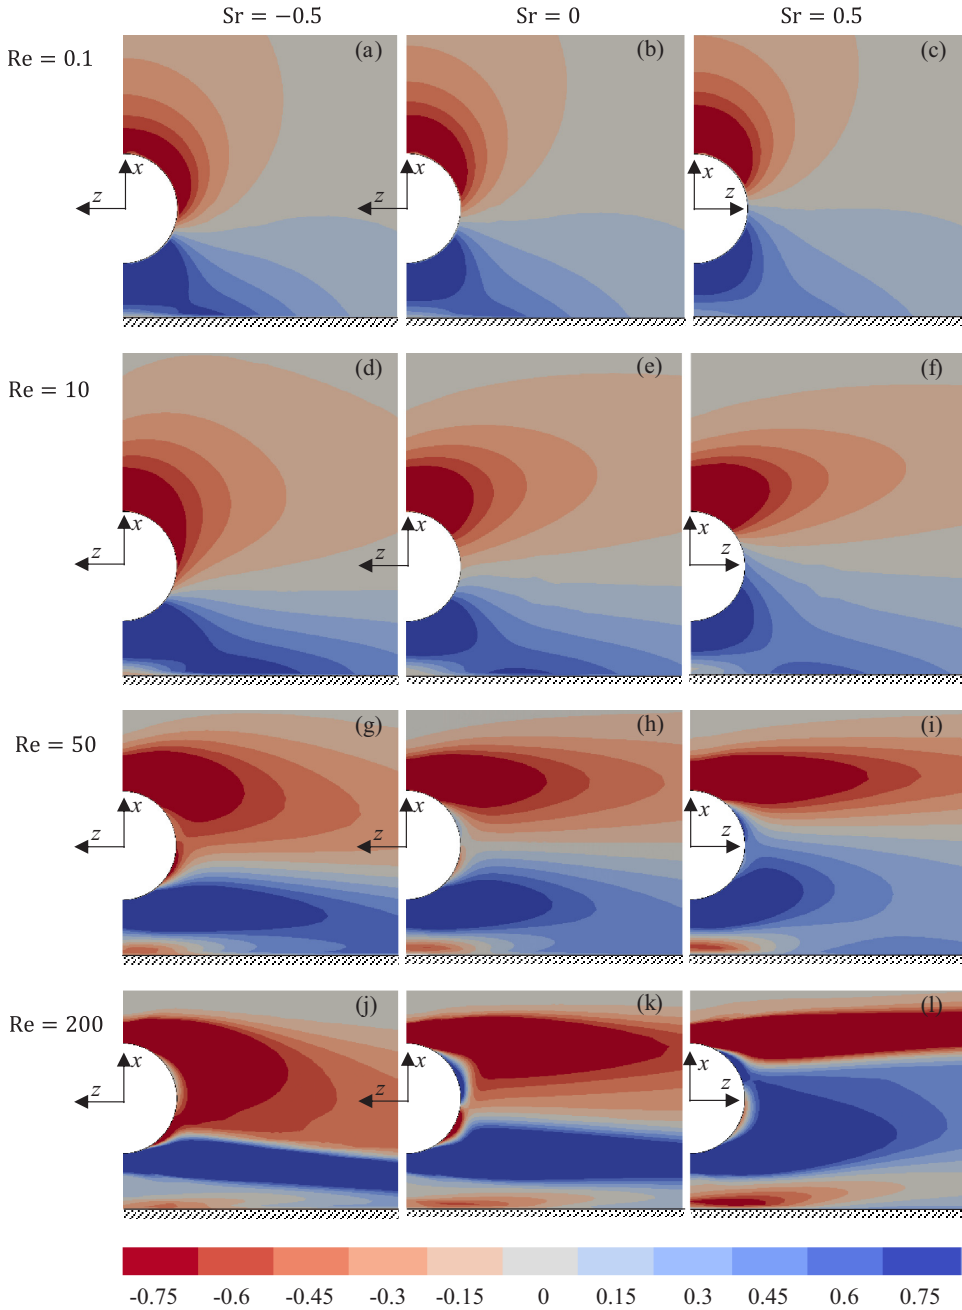 Sr = −0.5 Sr = 0 Sr = 0.5
Re = 0.1 (a) (b) (c)
x x x
z z z
Re = 10 (d) (e) (f)
x x x
z z z
Re = 50 (g) (h) (i)
x x x
z z z
Re = 200 (j) (k) (l)
x x x
z z z
-0.75 -0.6 -0.45 -0.3 -0.15 0 0.15 0.3 0.45 0.6 0.75